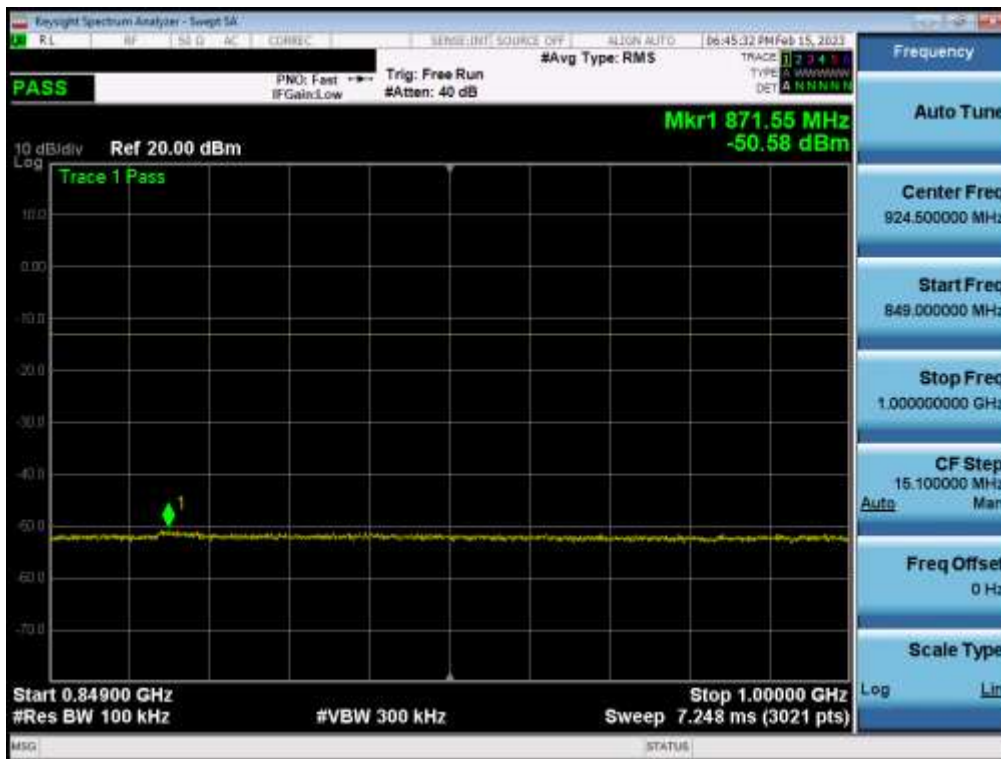 Keysight Spectrum Analyzer - Swept SA
RL RF 50 Ω AC CORREC SENSE:INT SOURCE OFF ALIGN AUTO 06:45:32 PM Feb 15, 2023
#Avg Type: RMS TRACE 1 2 3 4 5 6
PNO: Fast Trig: Free Run TYPE A WWWWW
PASS IFGain:Low #Atten: 40 dB DET A N N N N N
Mkr1 871.55 MHz
-50.58 dBm
10 dB/div Ref 20.00 dBm
Log
Trace 1 Pass
10.0
0.00
-10.0
-20.0
-30.0
-40.0
1
-50.0
-60.0
-70.0
Start 0.84900 GHz Stop 1.00000 GHz
#Res BW 100 kHz #VBW 300 kHz Sweep 7.248 ms (3021 pts)
MSG STATUS
Frequency
Auto Tune
Center Freq
924.500000 MHz
Start Freq
849.000000 MHz
Stop Freq
1.000000000 GHz
CF Step
15.100000 MHz
Auto Man
Freq Offset
0 Hz
Scale Type
Log Lin